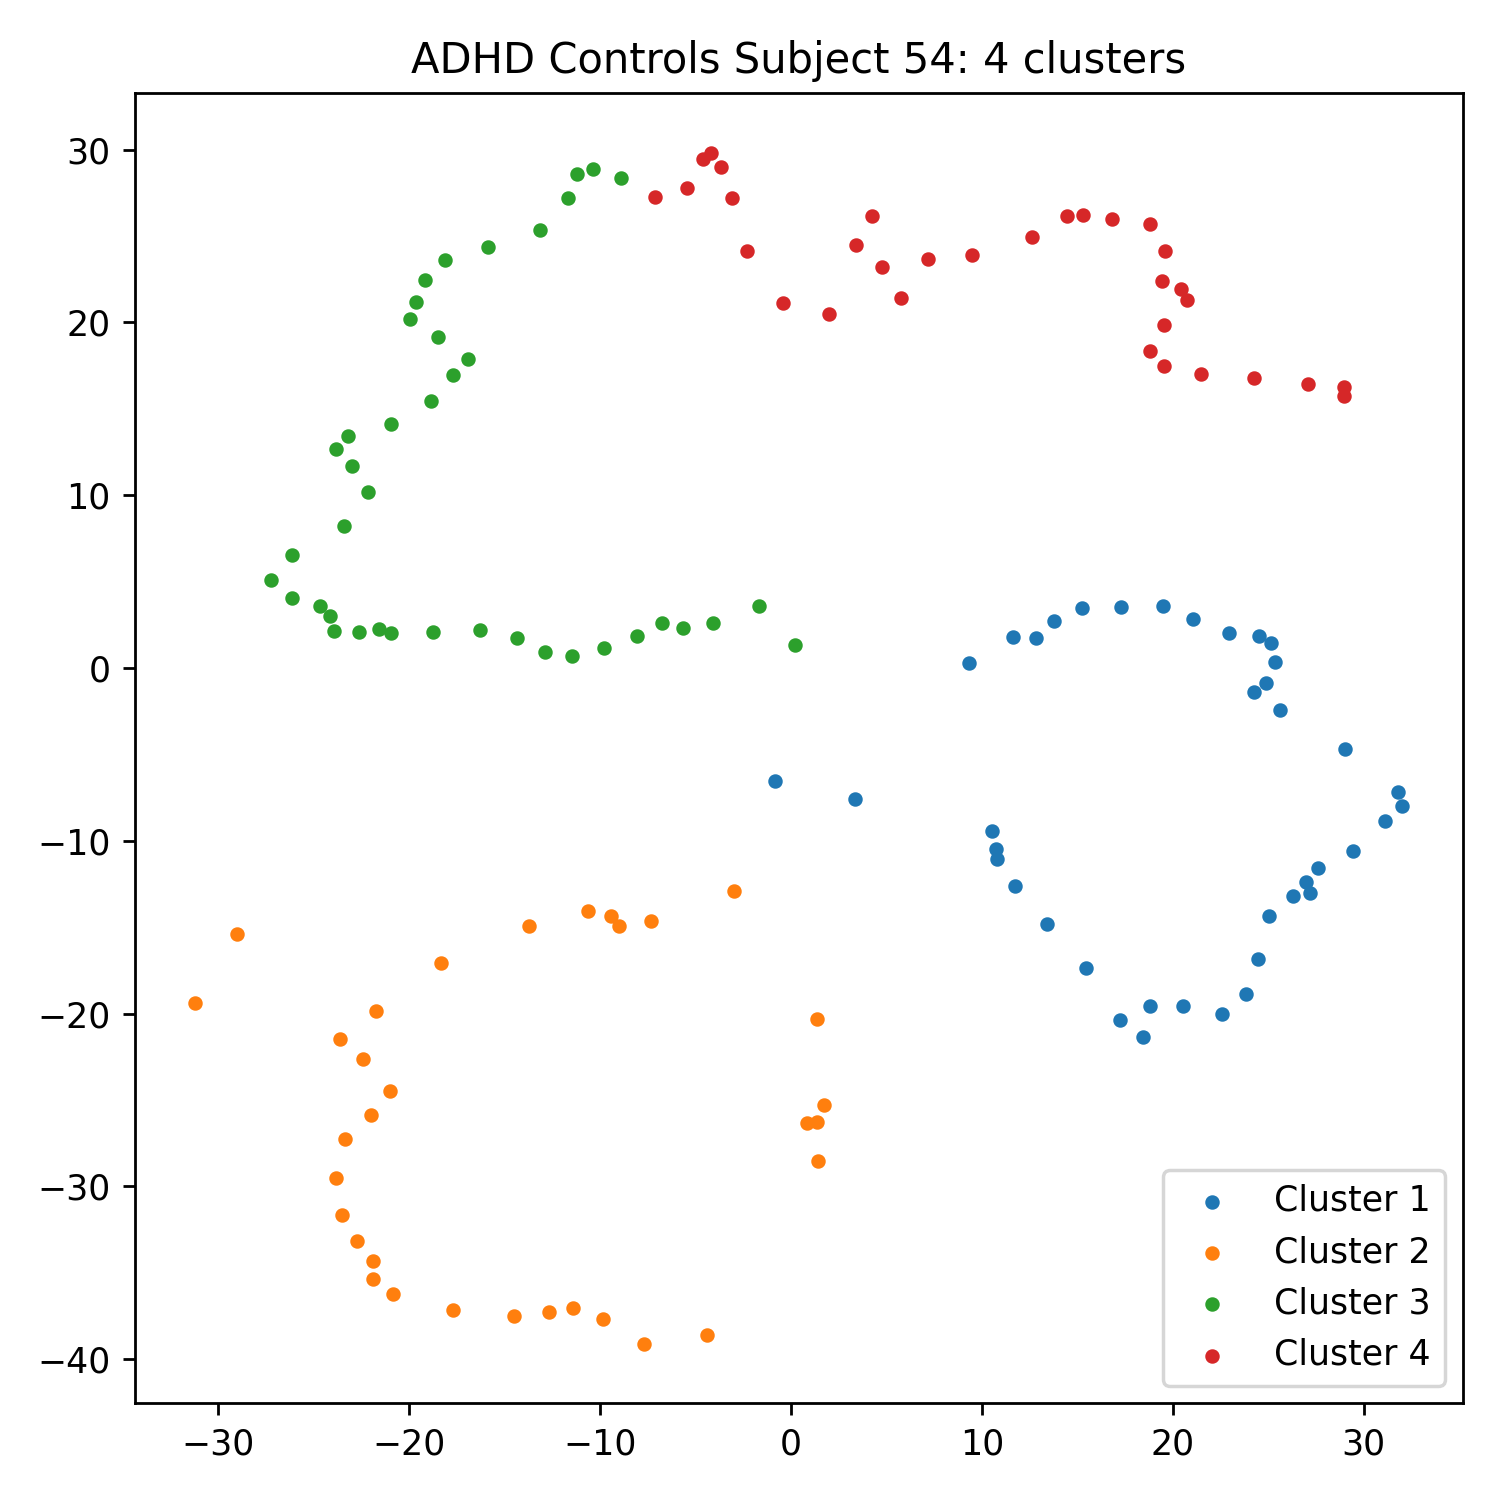 ADHD Controls Subject 54: 4 clusters
30
20
10
0
−10
−20
−30
−40
−30 −20 −10 0 10 20 30
Cluster 1
Cluster 2
Cluster 3
Cluster 4